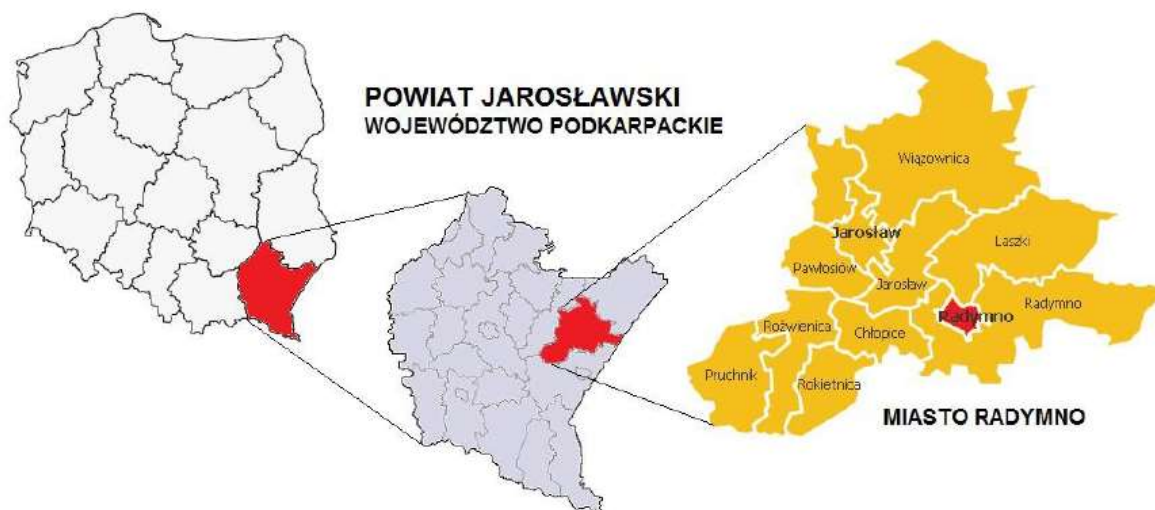 POWIAT JAROSŁAWSKI
WOJEWÓDZTWO PODKARPACKIE
Wiązownica
Jarosław
Laszki
Pawłosiów
Jarosław
Radymno
Radymno
Roźwienica
Chłopice
Pruchnik
Rokietnica
MIASTO RADYMNO